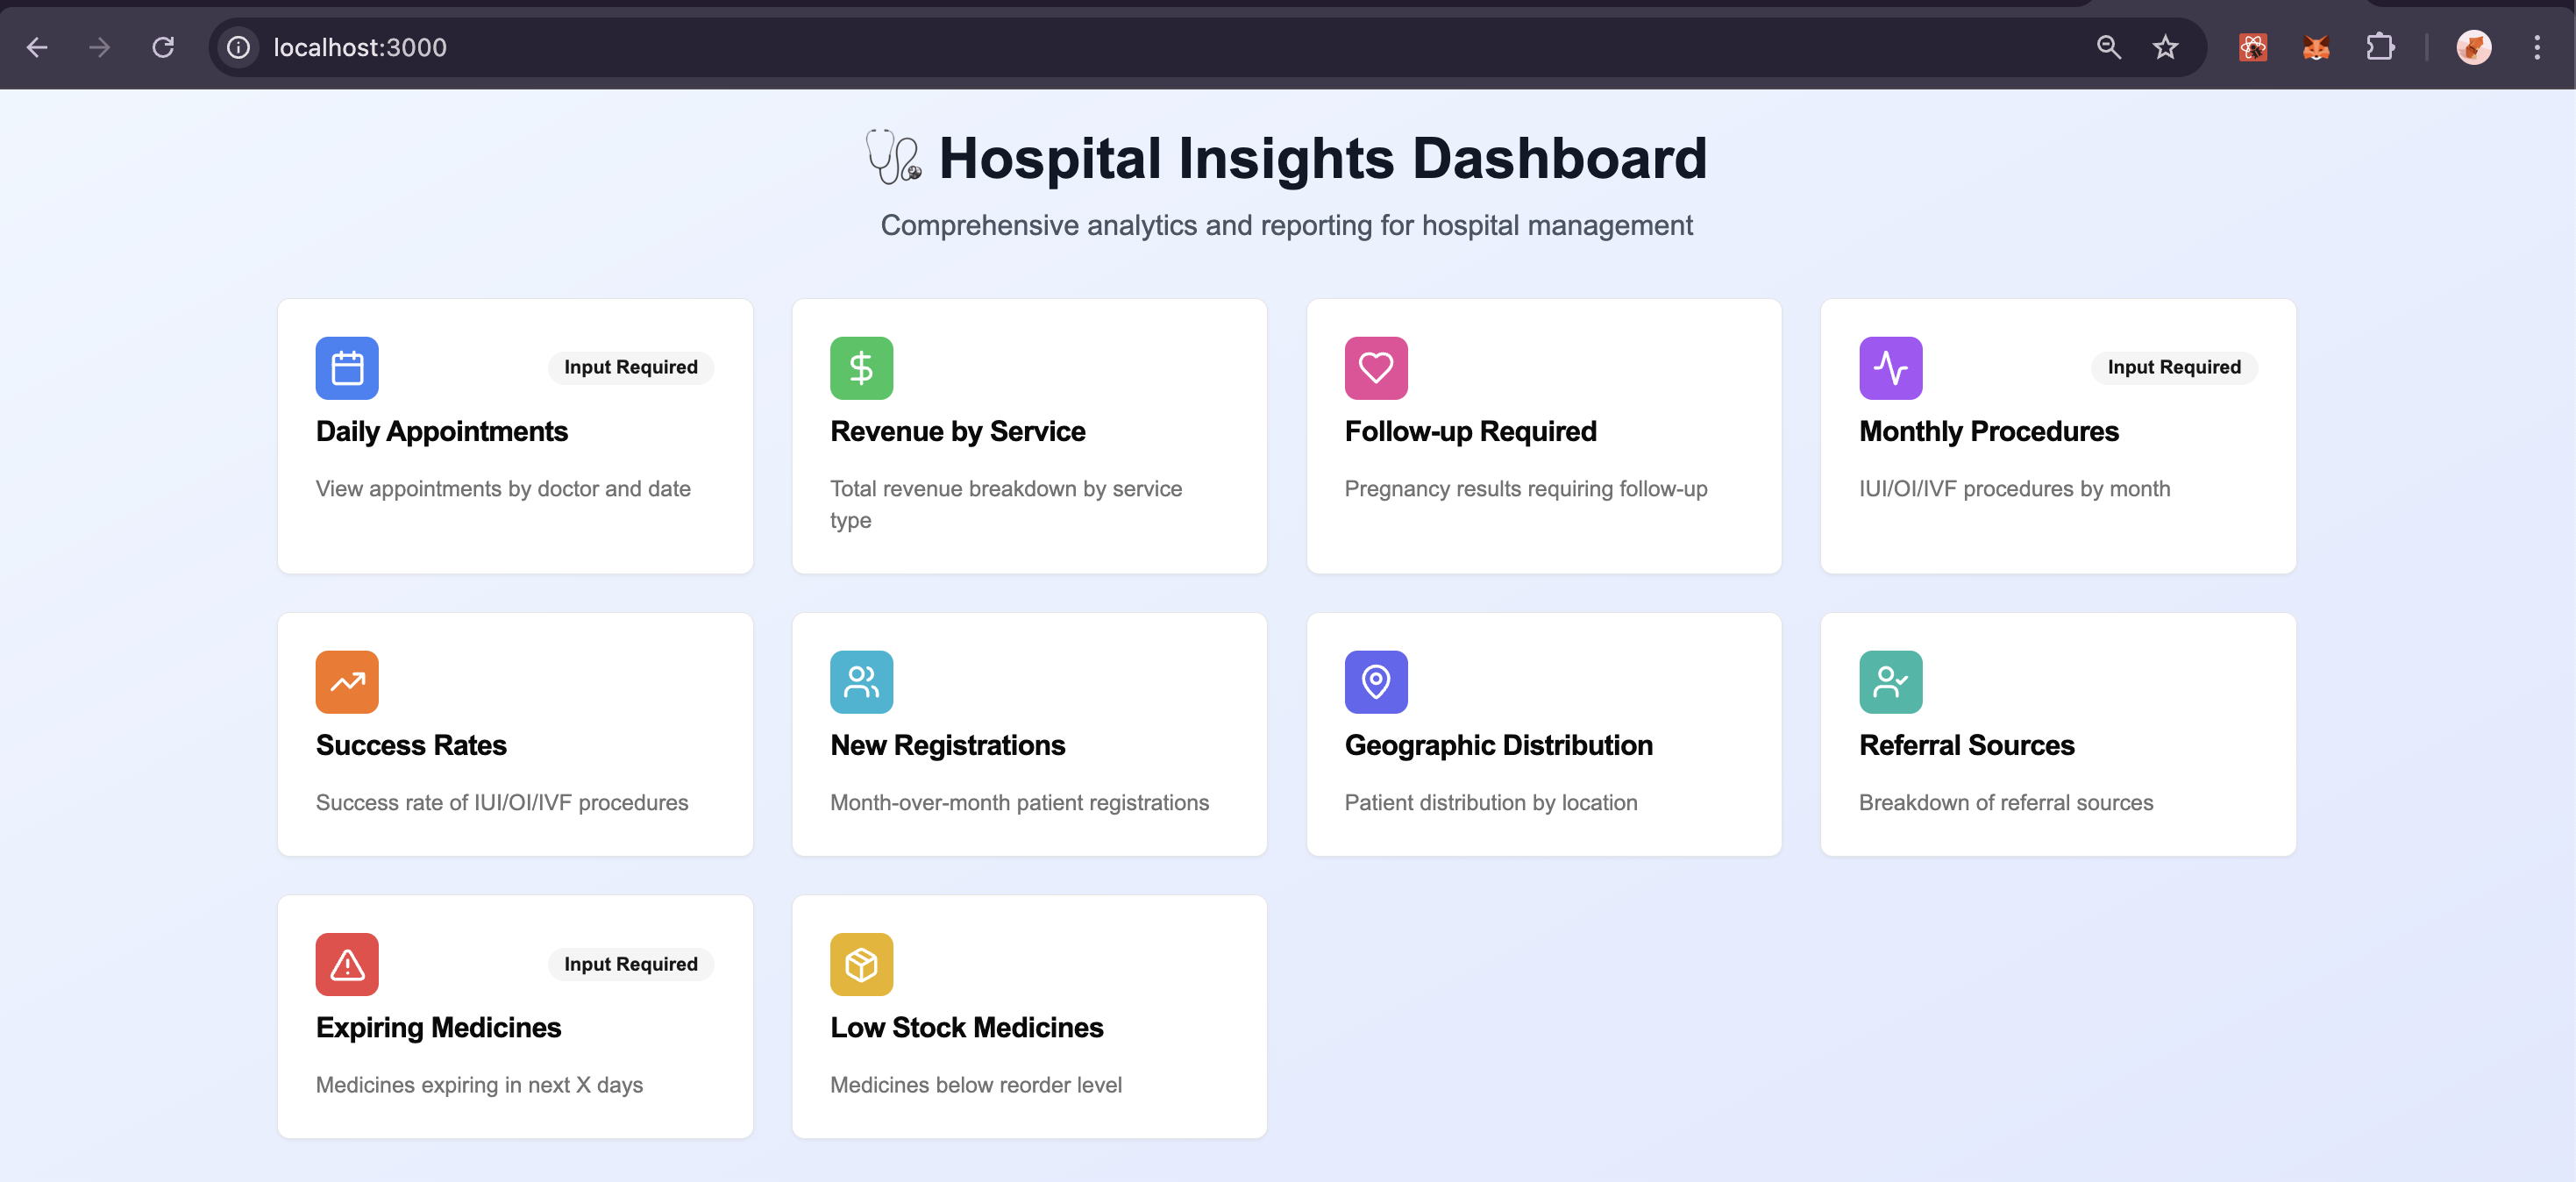 localhost:3000
Hospital Insights Dashboard
Comprehensive analytics and reporting for hospital management
Input Required
Daily Appointments
View appointments by doctor and date
Revenue by Service
Total revenue breakdown by service
type
Follow-up Required
Pregnancy results requiring follow-up
Input Required
Monthly Procedures
IUI/OI/IVF procedures by month
Success Rates
Success rate of IUI/OI/IVF procedures
New Registrations
Month-over-month patient registrations
Geographic Distribution
Patient distribution by location
Referral Sources
Breakdown of referral sources
Input Required
Expiring Medicines
Medicines expiring in next X days
Low Stock Medicines
Medicines below reorder level